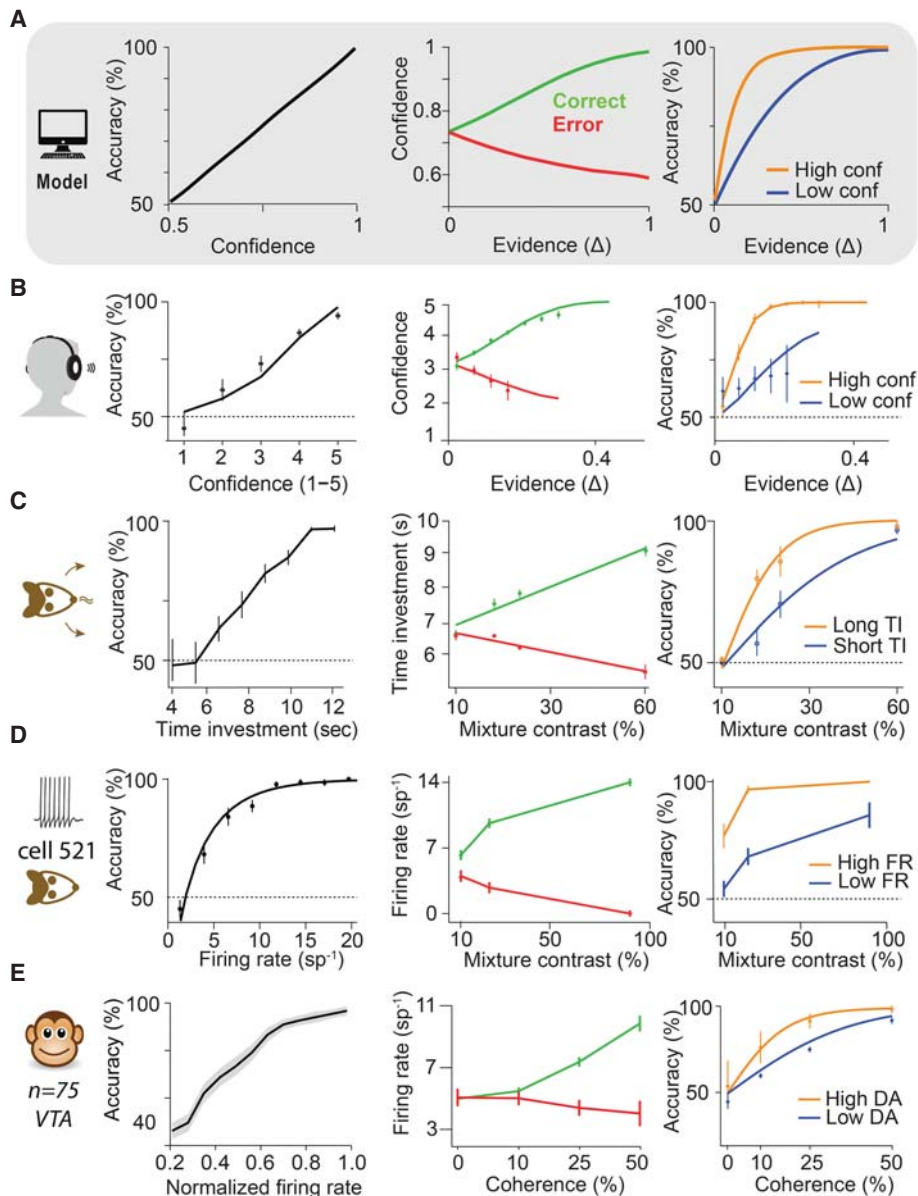 A
Model
Accuracy (%)
100
50
0.5
1
Confidence
Confidence
1
0.8
0.6
Correct
Error
0
1
Evidence (Δ)
Accuracy (%)
100
50
High conf
Low conf
0
1
Evidence (Δ)
B
Accuracy (%)
100
50
1 2 3 4 5
Confidence (1–5)
Confidence
5
4
3
2
1
0
0.4
Evidence (Δ)
Accuracy (%)
100
50
High conf
Low conf
0
0.4
Evidence (Δ)
C
Accuracy (%)
100
50
4 6 8 10 12
Time investment (sec)
Time investment (s)
10
9
8
7
6
10 30 60
Mixture contrast (%)
Accuracy (%)
100
50
Long TI
Short TI
10 30 60
Mixture contrast (%)
D
cell 521
Accuracy (%)
100
50
0 5 10 15 20
Firing rate (sp-1)
Firing rate (sp-1)
14
7
0
10 50 100
Mixture contrast (%)
Accuracy (%)
100
50
High FR
Low FR
10 50 100
Mixture contrast (%)
E
n=75
VTA
Accuracy (%)
100
40
0.2 0.4 0.6 0.8 1.0
Normalized firing rate
Firing rate (sp-1)
11
7
3
0 10 25 50
Coherence (%)
Accuracy (%)
100
50
High DA
Low DA
0 10 25 50
Coherence (%)